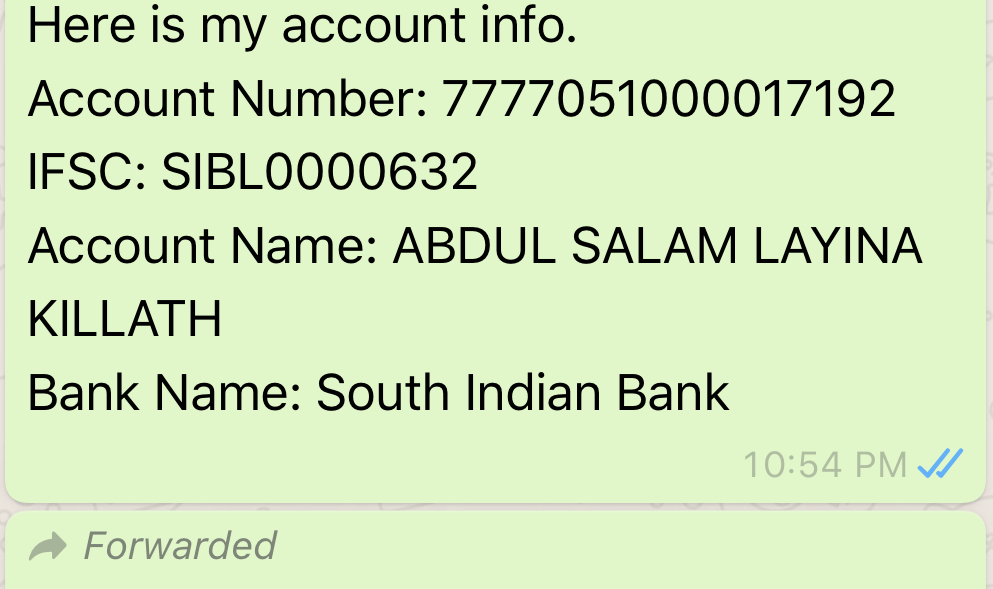 Here is my account info.
Account Number: 7777051000017192
IFSC: SIBL0000632
Account Name: ABDUL SALAM LAYINA
KILLATH
Bank Name: South Indian Bank
10:54 PM
Forwarded